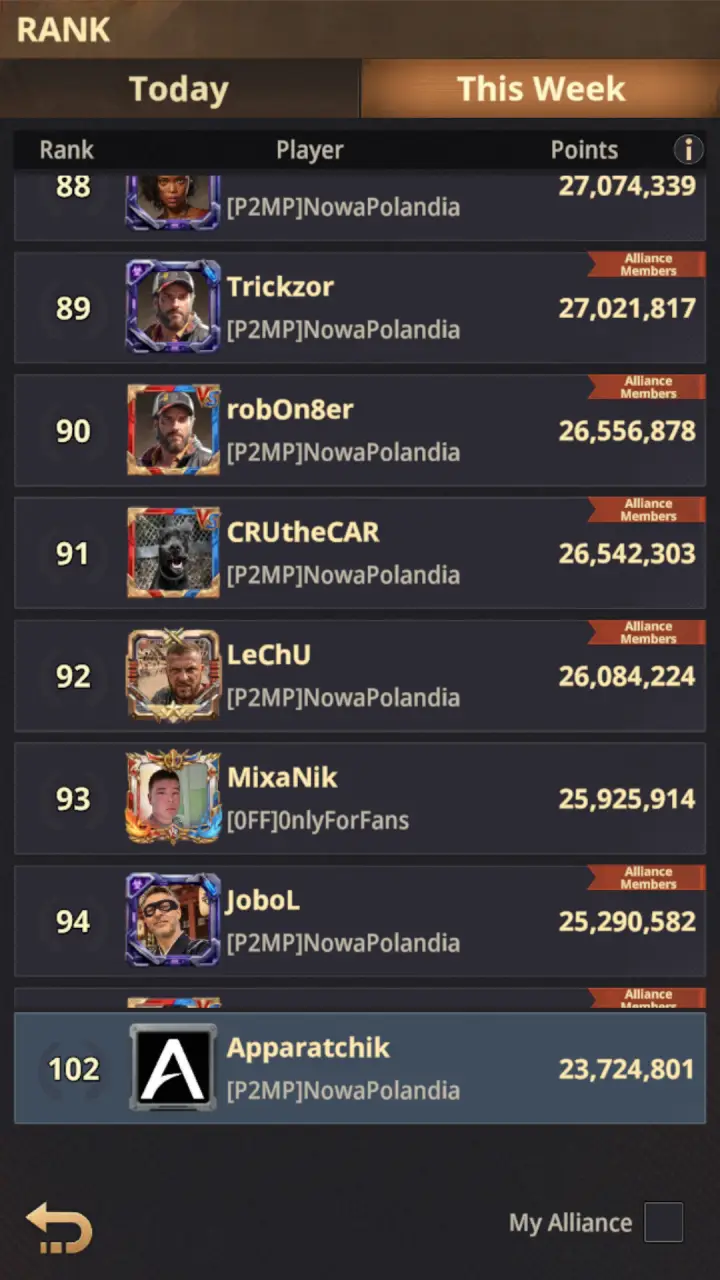 RANK
Today
This Week
Rank
Player
Points
88
27,074,339
[P2MP]NowaPolandia
Alliance
Members
89
Trickzor
27,021,817
[P2MP]NowaPolandia
Alliance
Members
90
robOn8er
26,556,878
[P2MP]NowaPolandia
Alliance
Members
91
CRUtheCAR
26,542,303
[P2MP]NowaPolandia
Alliance
Members
92
LeChU
26,084,224
[P2MP]NowaPolandia
93
MixaNik
25,925,914
[0FF]0nlyForFans
Alliance
Members
94
JoboL
25,290,582
[P2MP]NowaPolandia
Alliance
Members
102
Apparatchik
23,724,801
[P2MP]NowaPolandia
My Alliance